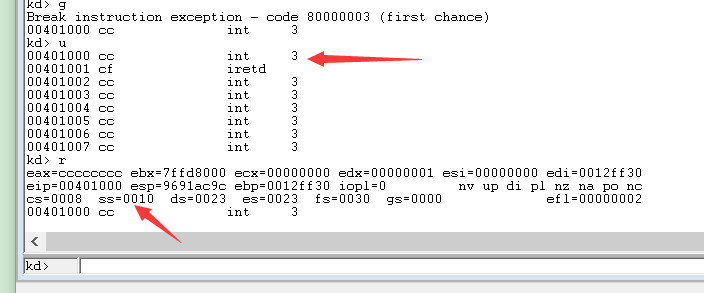 kd> g
Break instruction exception - code 80000003 (first chance)
00401000 cc int 3
kd> u
00401000 cc int 3
00401001 cf iretd
00401002 cc int 3
00401003 cc int 3
00401004 cc int 3
00401005 cc int 3
00401006 cc int 3
00401007 cc int 3
kd> r
eax=cccccccc ebx=7ffd8000 ecx=00000000 edx=00000001 esi=00000000 edi=0012ff30
eip=00401000 esp=9691ac9c ebp=0012ff30 iopl=0 nv up di pl nz na po nc
cs=0008 ss=0010 ds=0023 es=0023 fs=0030 gs=0000 efl=00000002
00401000 cc int 3
kd>